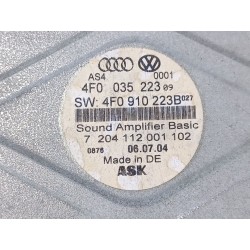 AS4 0001
4F0 035 223 09
SW: 4F0 910 223B 027
Sound Amplifier Basic
7 204 112 001 102
0876 06.07.04
Made in DE
ASK